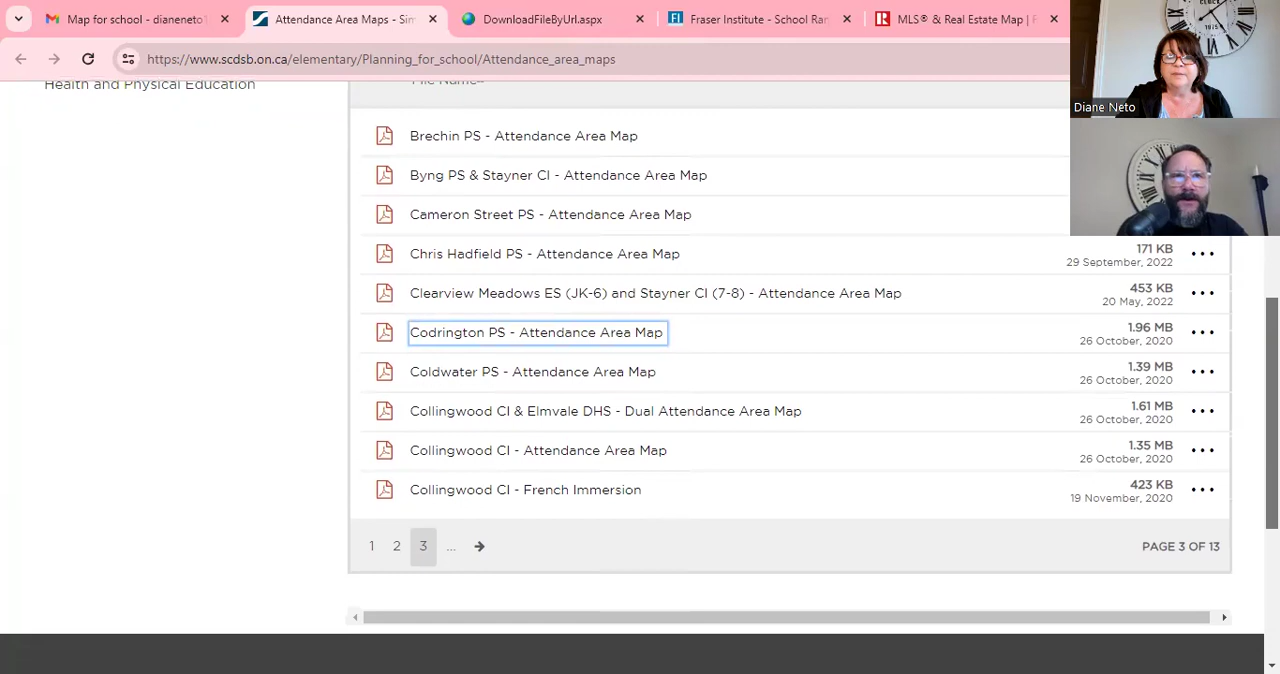 Map for school - dianeneto
Attendance Area Maps - Sim
DownloadFileByUrl.aspx
Fraser Institute - School Ran
MLS® & Real Estate Map |
https://www.scdsb.on.ca/elementary/Planning_for_school/Attendance_area_maps
Diane Neto
Health and Physical Education
File Name
Brechin PS - Attendance Area Map
Byng PS & Stayner CI - Attendance Area Map
Cameron Street PS - Attendance Area Map
Chris Hadfield PS - Attendance Area Map
171 KB
29 September, 2022
Clearview Meadows ES (JK-6) and Stayner CI (7-8) - Attendance Area Map
453 KB
20 May, 2022
Codrington PS - Attendance Area Map
1.96 MB
26 October, 2020
Coldwater PS - Attendance Area Map
1.39 MB
26 October, 2020
Collingwood CI & Elmvale DHS - Dual Attendance Area Map
1.61 MB
26 October, 2020
Collingwood CI - Attendance Area Map
1.35 MB
26 October, 2020
Collingwood CI - French Immersion
423 KB
19 November, 2020
1 2 3 ...
PAGE 3 OF 13